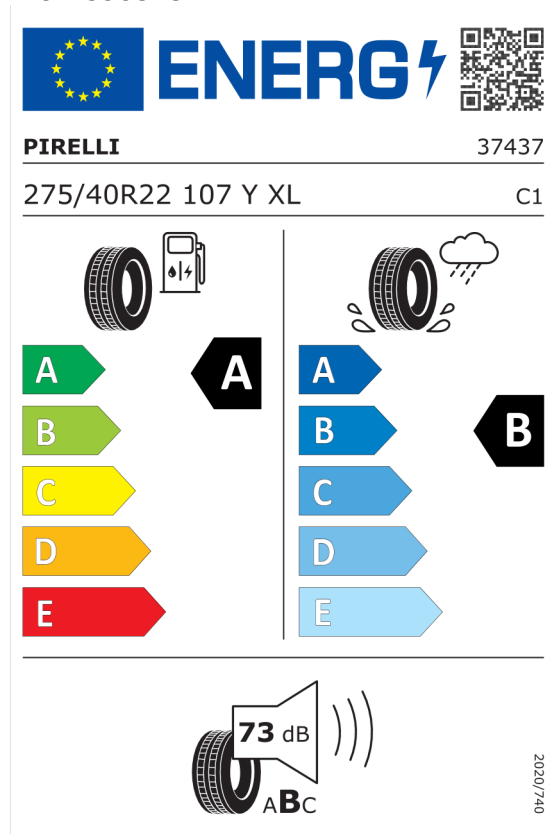 ENERG
PIRELLI
37437
275/40R22 107 Y XL
C1
A
A
B
C
D
E
A
B
B
C
D
E
73 dB
ABC
2020/740